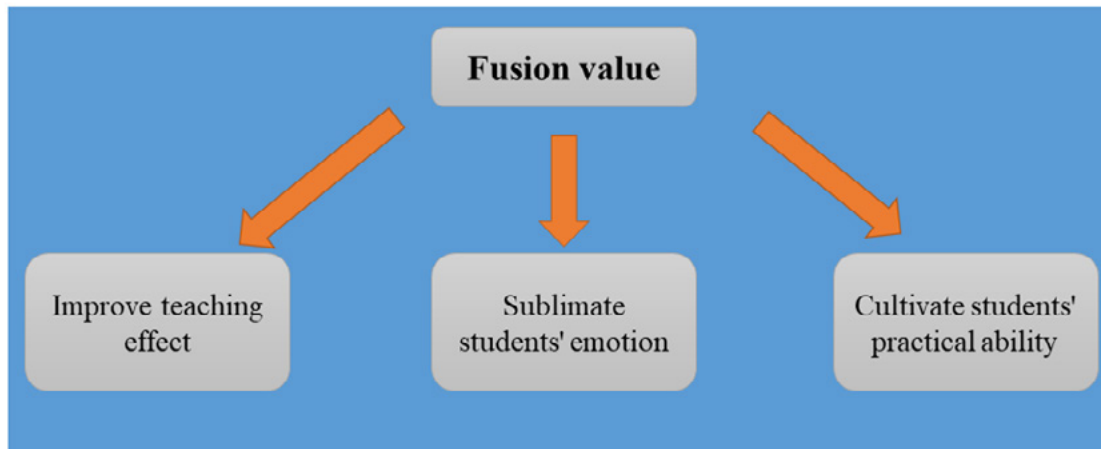 Fusion value
Improve teaching
effect
Sublimate
students' emotion
Cultivate students'
practical ability